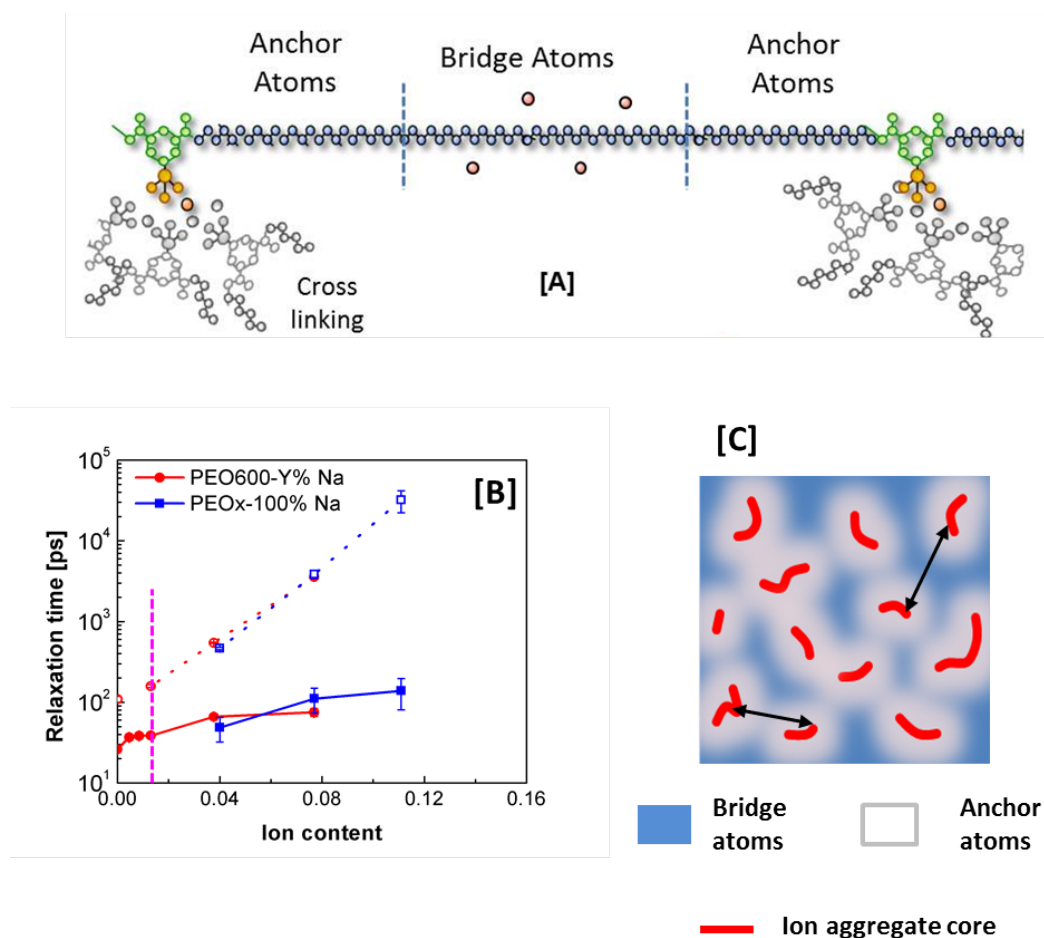 Anchor
Atoms
Bridge Atoms
Anchor
Atoms
Cross
linking
[A]
[B]
PEO600-Y% Na
PEOx-100% Na
Relaxation time [ps]
10^5
10^4
10^3
10^2
10^1
0.00 0.04 0.08 0.12 0.16
Ion content
[C]
Bridge
atoms
Anchor
atoms
Ion aggregate core